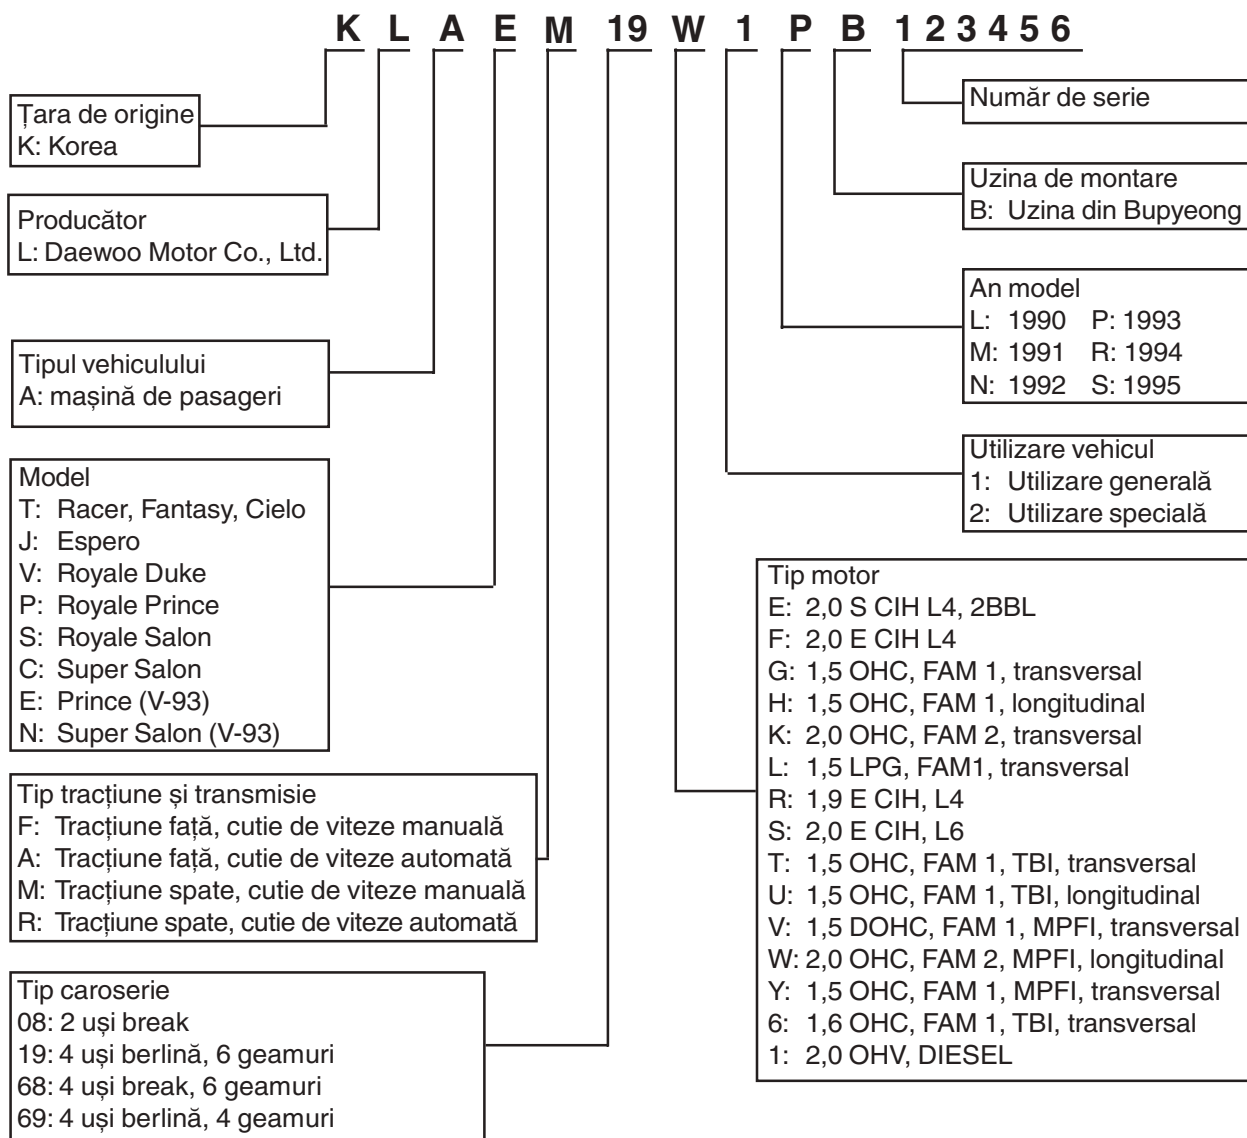 K L A E M 19 W 1 P B 1 2 3 4 5 6
Țara de origine
K: Korea
Producător
L: Daewoo Motor Co., Ltd.
Tipul vehiculului
A: mașină de pasageri
Model
T: Racer, Fantasy, Cielo
J: Espero
V: Royale Duke
P: Royale Prince
S: Royale Salon
C: Super Salon
E: Prince (V-93)
N: Super Salon (V-93)
Tip tracțiune și transmisie
F: Tracțiune față, cutie de viteze manuală
A: Tracțiune față, cutie de viteze automată
M: Tracțiune spate, cutie de viteze manuală
R: Tracțiune spate, cutie de viteze automată
Tip caroserie
08: 2 uși break
19: 4 uși berlină, 6 geamuri
68: 4 uși break, 6 geamuri
69: 4 uși berlină, 4 geamuri
Număr de serie
Uzina de montare
B: Uzina din Bupyeong
An model
L: 1990 P: 1993
M: 1991 R: 1994
N: 1992 S: 1995
Utilizare vehicul
1: Utilizare generală
2: Utilizare specială
Tip motor
E: 2,0 S CIH L4, 2BBL
F: 2,0 E CIH L4
G: 1,5 OHC, FAM 1, transversal
H: 1,5 OHC, FAM 1, longitudinal
K: 2,0 OHC, FAM 2, transversal
L: 1,5 LPG, FAM1, transversal
R: 1,9 E CIH, L4
S: 2,0 E CIH, L6
T: 1,5 OHC, FAM 1, TBI, transversal
U: 1,5 OHC, FAM 1, TBI, longitudinal
V: 1,5 DOHC, FAM 1, MPFI, transversal
W: 2,0 OHC, FAM 2, MPFI, longitudinal
Y: 1,5 OHC, FAM 1, MPFI, transversal
6: 1,6 OHC, FAM 1, TBI, transversal
1: 2,0 OHV, DIESEL